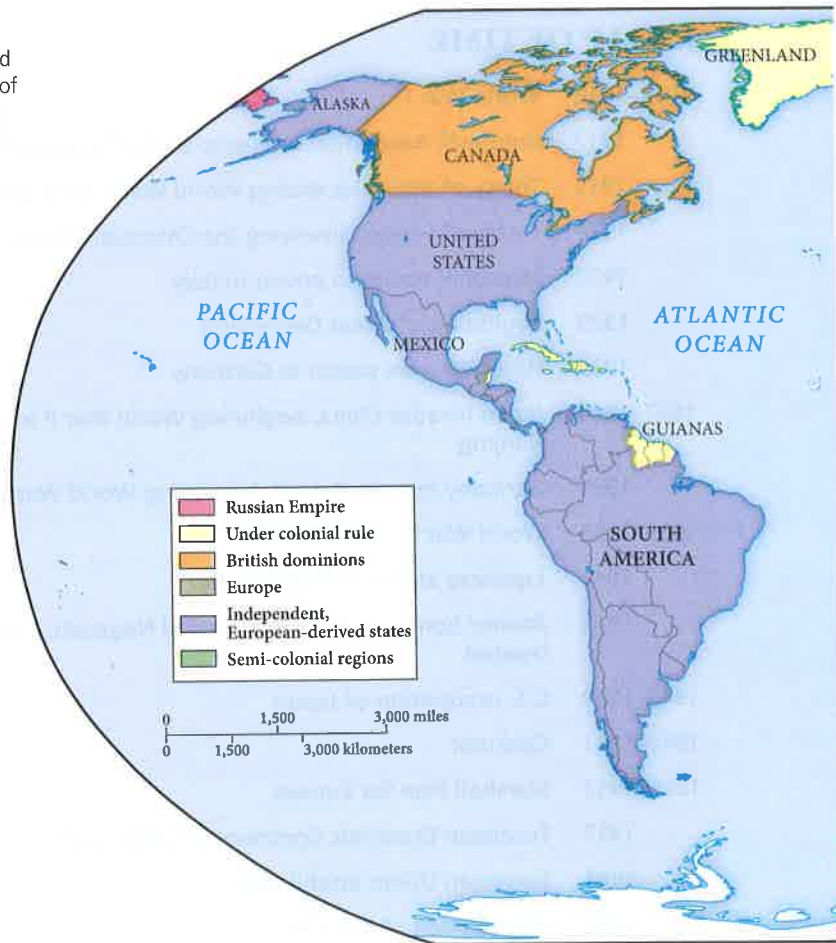 d
of
GREENLAND
ALASKA
CANADA
UNITED
STATES
PACIFIC
OCEAN
ATLANTIC
OCEAN
MEXICO
GUIANAS
SOUTH
AMERICA
Russian Empire
Under colonial rule
British dominions
Europe
Independent,
European-derived states
Semi-colonial regions
0 1,500 3,000 miles
0 1,500 3,000 kilometers